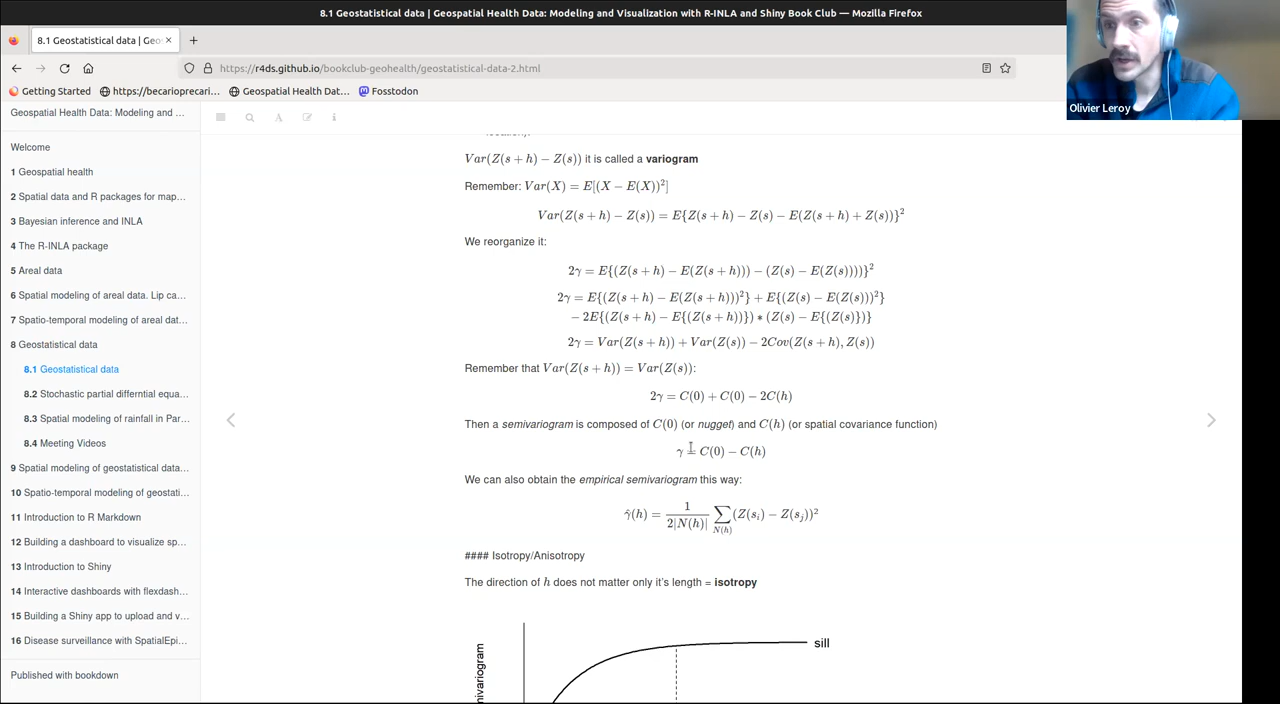 8.1 Geostatistical data | Geospatial Health Data: Modeling and Visualization with R-INLA and Shiny Book Club — Mozilla Firefox
8.1 Geostatistical data | Geo
https://r4ds.github.io/bookclub-geohealth/geostatistical-data-2.html
Getting Started https://becarioprecari... Geospatial Health Dat... Fosstodon
Olivier Leroy
Geospatial Health Data: Modeling and ...
Welcome
1 Geospatial health
2 Spatial data and R packages for map...
3 Bayesian inference and INLA
4 The R-INLA package
5 Areal data
6 Spatial modeling of areal data. Lip ca...
7 Spatio-temporal modeling of areal dat...
8 Geostatistical data
8.1 Geostatistical data
8.2 Stochastic partial differntial equa...
8.3 Spatial modeling of rainfall in Par...
8.4 Meeting Videos
9 Spatial modeling of geostatistical data...
10 Spatio-temporal modeling of geostati...
11 Introduction to R Markdown
12 Building a dashboard to visualize sp...
13 Introduction to Shiny
14 Interactive dashboards with flexdash...
15 Building a Shiny app to upload and v...
16 Disease surveillance with SpatialEpi...
Published with bookdown
Var(Z(s + h) − Z(s)) it is called a variogram
Remember: Var(X) = E[(X − E(X))²]
Var(Z(s + h) − Z(s)) = E{Z(s + h) − Z(s) − E(Z(s + h) + Z(s))}²
We reorganize it:
2γ = E{(Z(s + h) − E(Z(s + h))) − (Z(s) − E(Z(s))))}²
2γ = E{(Z(s + h) − E(Z(s + h)))²} + E{(Z(s) − E(Z(s)))²}
− 2E{(Z(s + h) − E{(Z(s + h))}) ∗ (Z(s) − E{(Z(s)})}
2γ = Var(Z(s + h)) + Var(Z(s)) − 2Cov(Z(s + h), Z(s))
Remember that Var(Z(s + h)) = Var(Z(s)):
2γ = C(0) + C(0) − 2C(h)
Then a semivariogram is composed of C(0) (or nugget) and C(h) (or spatial covariance function)
γ = C(0) − C(h)
We can also obtain the empirical semivariogram this way:
γ̂(h) = 1/2|N(h)| ∑N(h) (Z(si) − Z(sj))²
#### Isotropy/Anisotropy
The direction of h does not matter only it's length = isotropy
sill